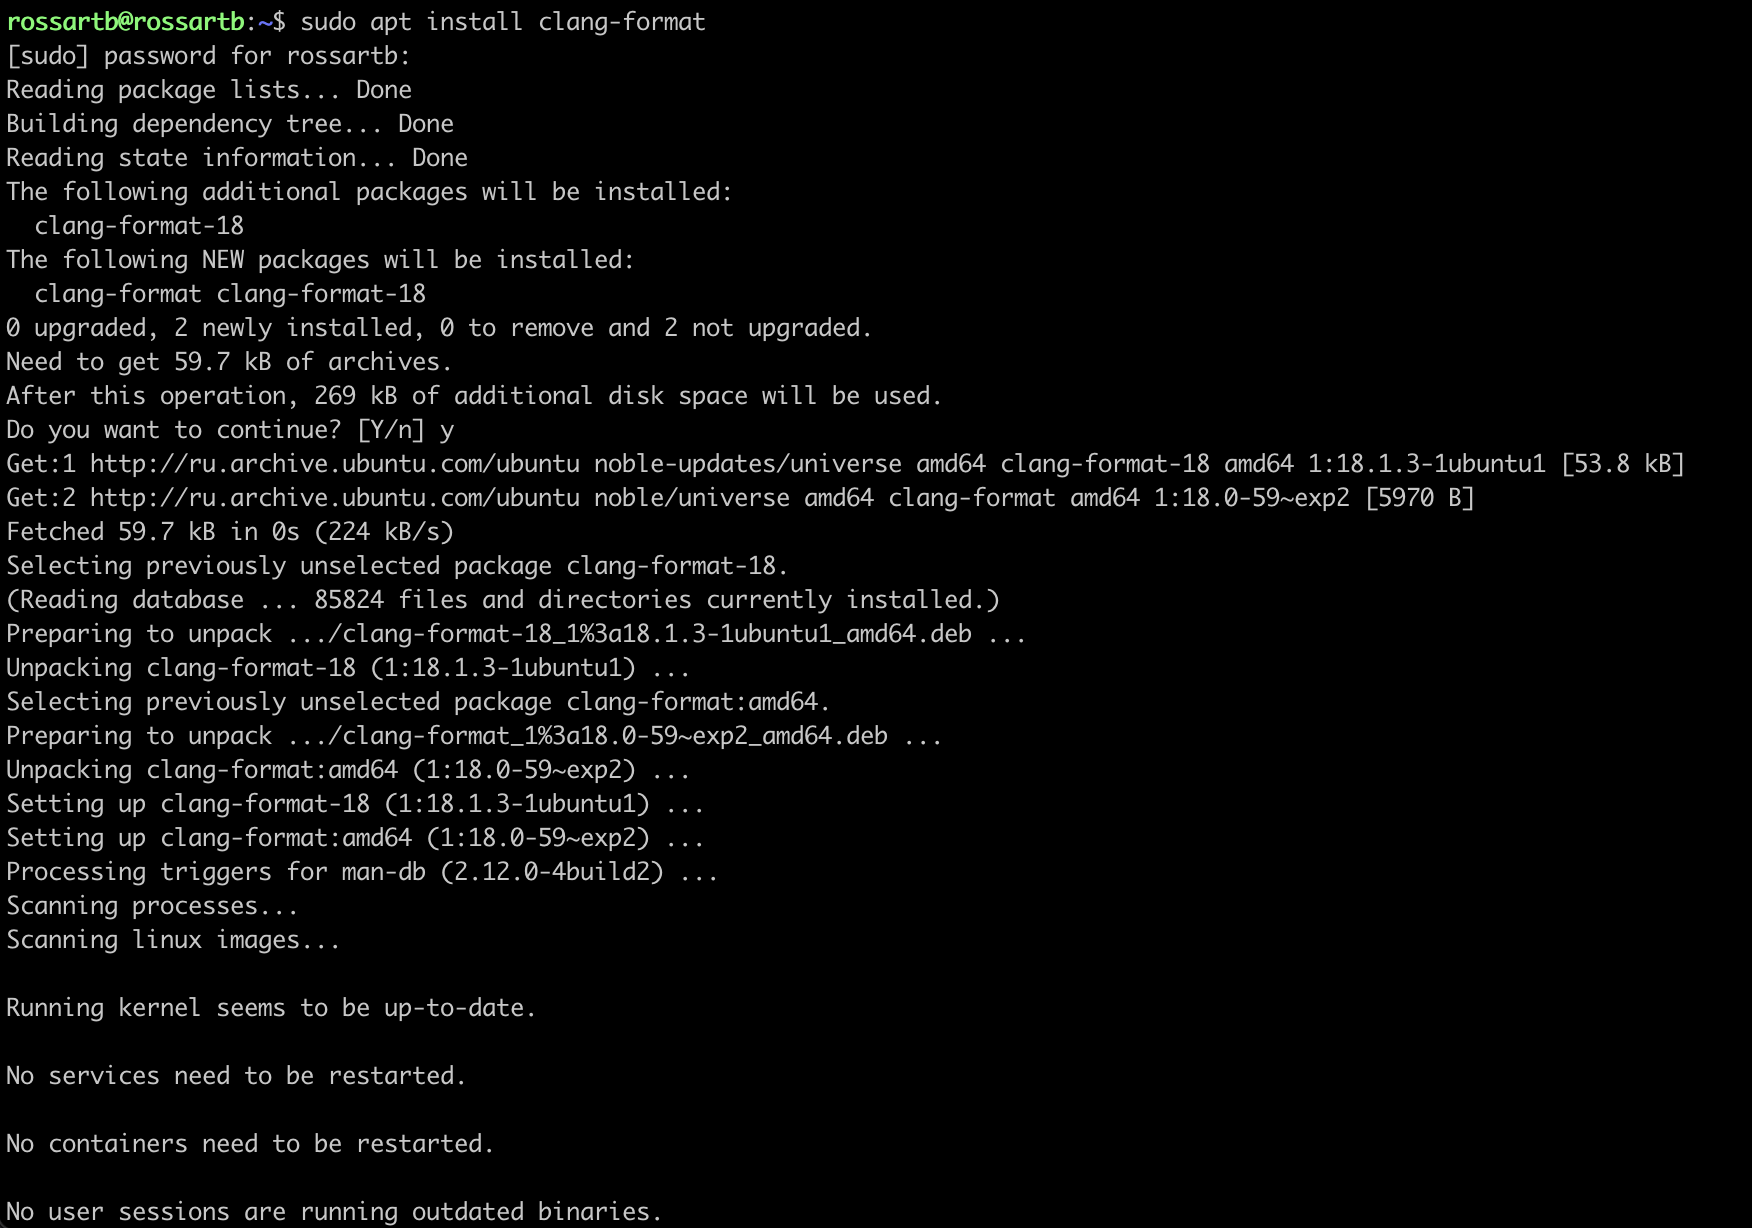 rossartb@rossartb:~$ sudo apt install clang-format
[sudo] password for rossartb:
Reading package lists... Done
Building dependency tree... Done
Reading state information... Done
The following additional packages will be installed:
  clang-format-18
The following NEW packages will be installed:
  clang-format clang-format-18
0 upgraded, 2 newly installed, 0 to remove and 2 not upgraded.
Need to get 59.7 kB of archives.
After this operation, 269 kB of additional disk space will be used.
Do you want to continue? [Y/n] y
Get:1 http://ru.archive.ubuntu.com/ubuntu noble-updates/universe amd64 clang-format-18 amd64 1:18.1.3-1ubuntu1 [53.8 kB]
Get:2 http://ru.archive.ubuntu.com/ubuntu noble/universe amd64 clang-format amd64 1:18.0-59~exp2 [5970 B]
Fetched 59.7 kB in 0s (224 kB/s)
Selecting previously unselected package clang-format-18.
(Reading database ... 85824 files and directories currently installed.)
Preparing to unpack .../clang-format-18_1%3a18.1.3-1ubuntu1_amd64.deb ...
Unpacking clang-format-18 (1:18.1.3-1ubuntu1) ...
Selecting previously unselected package clang-format:amd64.
Preparing to unpack .../clang-format_1%3a18.0-59~exp2_amd64.deb ...
Unpacking clang-format:amd64 (1:18.0-59~exp2) ...
Setting up clang-format-18 (1:18.1.3-1ubuntu1) ...
Setting up clang-format:amd64 (1:18.0-59~exp2) ...
Processing triggers for man-db (2.12.0-4build2) ...
Scanning processes...
Scanning linux images...

Running kernel seems to be up-to-date.

No services need to be restarted.

No containers need to be restarted.

No user sessions are running outdated binaries.